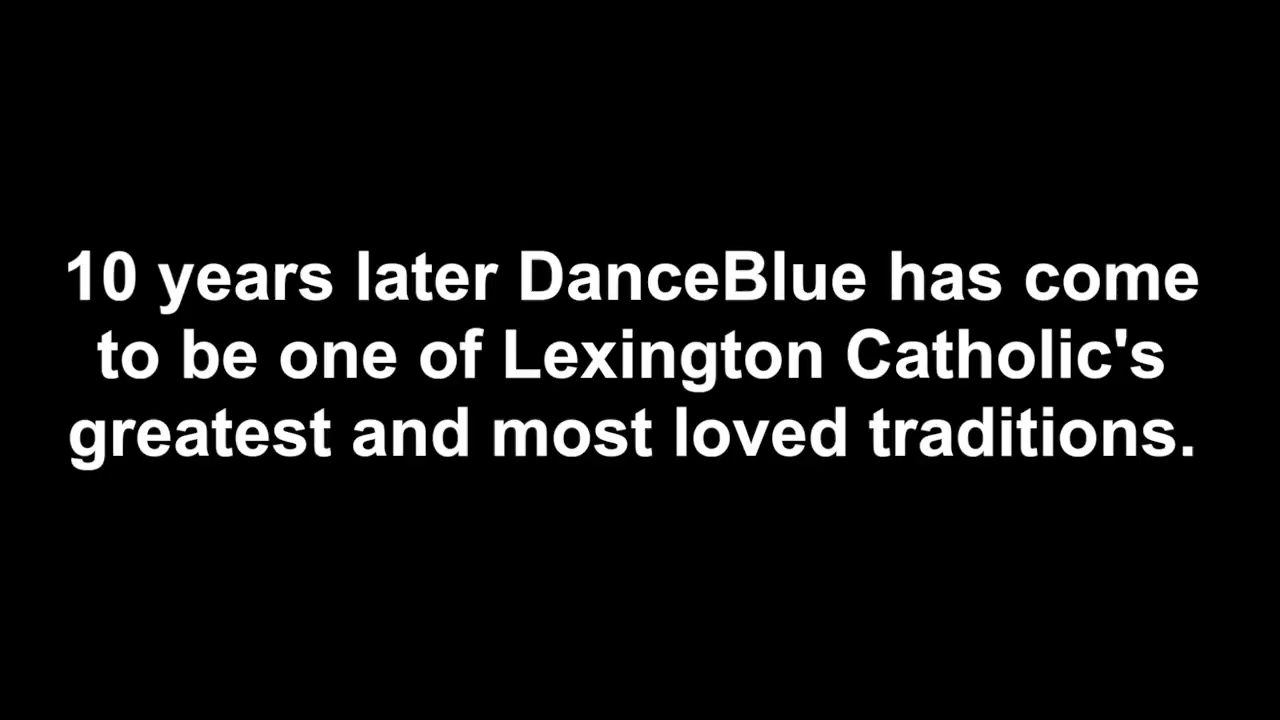 10 years later DanceBlue has come
to be one of Lexington Catholic's
greatest and most loved traditions.